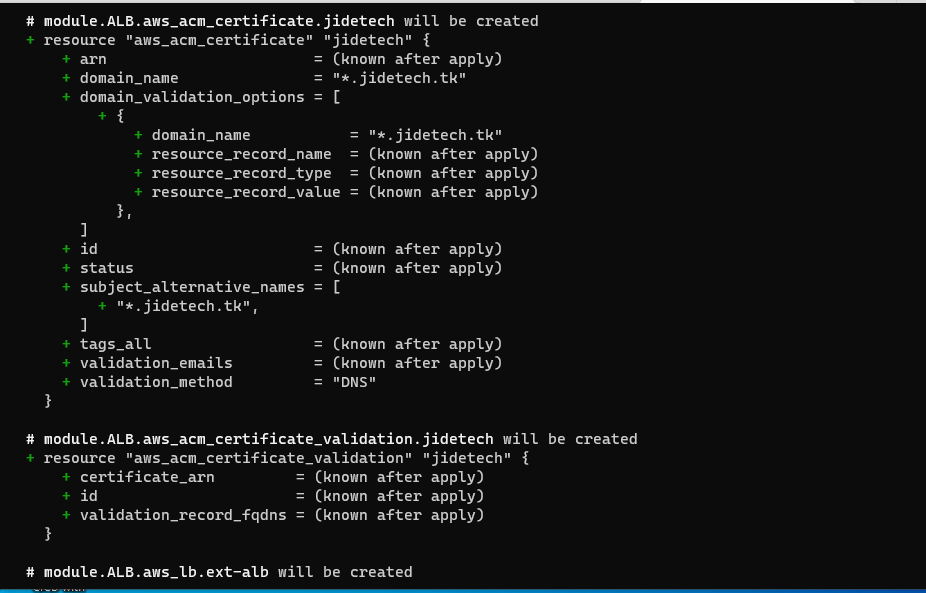 # module.ALB.aws_acm_certificate.jidetech will be created
+ resource "aws_acm_certificate" "jidetech" {
+ arn = (known after apply)
+ domain_name = "*.jidetech.tk"
+ domain_validation_options = [
+ {
+ domain_name = "*.jidetech.tk"
+ resource_record_name = (known after apply)
+ resource_record_type = (known after apply)
+ resource_record_value = (known after apply)
},
]
+ id = (known after apply)
+ status = (known after apply)
+ subject_alternative_names = [
+ "*.jidetech.tk",
]
+ tags_all = (known after apply)
+ validation_emails = (known after apply)
+ validation_method = "DNS"
}
# module.ALB.aws_acm_certificate_validation.jidetech will be created
+ resource "aws_acm_certificate_validation" "jidetech" {
+ certificate_arn = (known after apply)
+ id = (known after apply)
+ validation_record_fqdns = (known after apply)
}
# module.ALB.aws_lb.ext-alb will be created